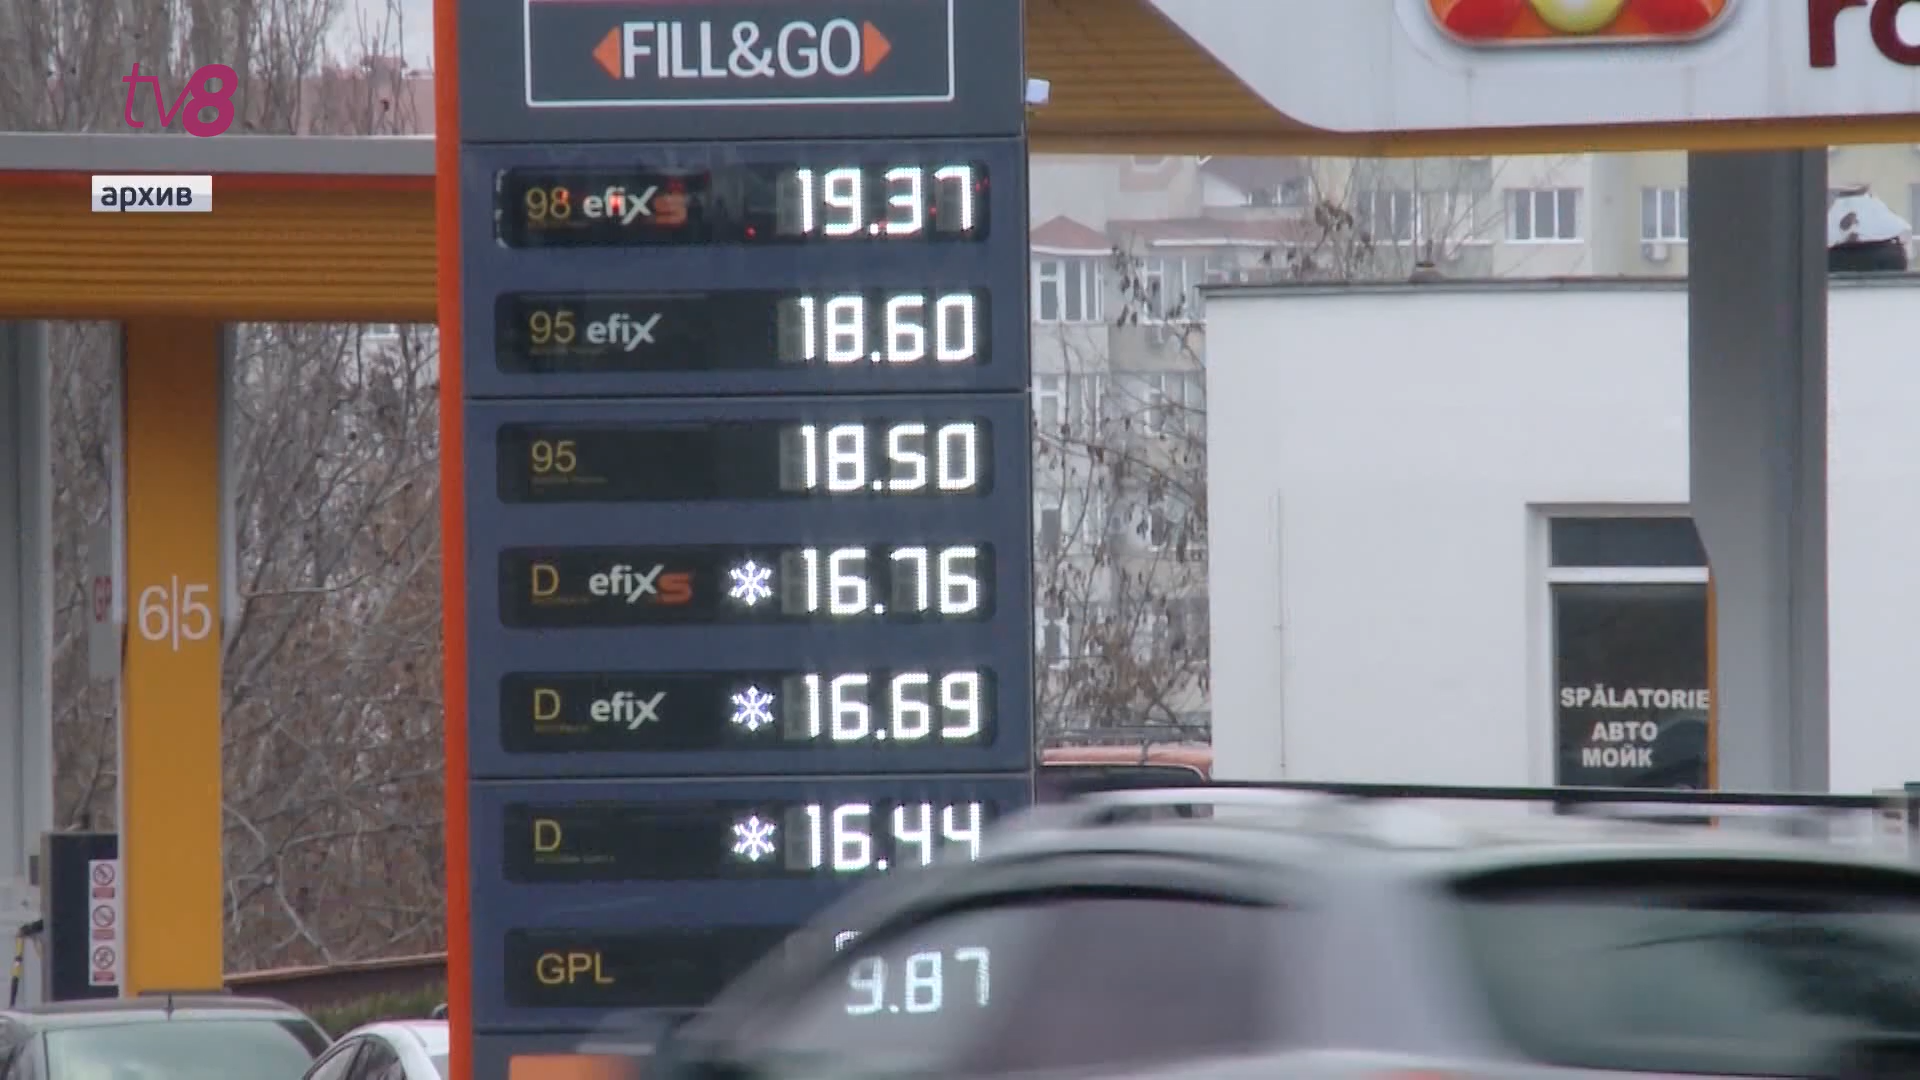 FILL&GO
tv8
архив
98 efix s 19.37
95 efix 18.60
95 18.50
D efix s 16.76
D efix 16.69
D 16.44
GPL 9.87
6|5
SPĂLATORIE
АВТО
МОЙК
ro